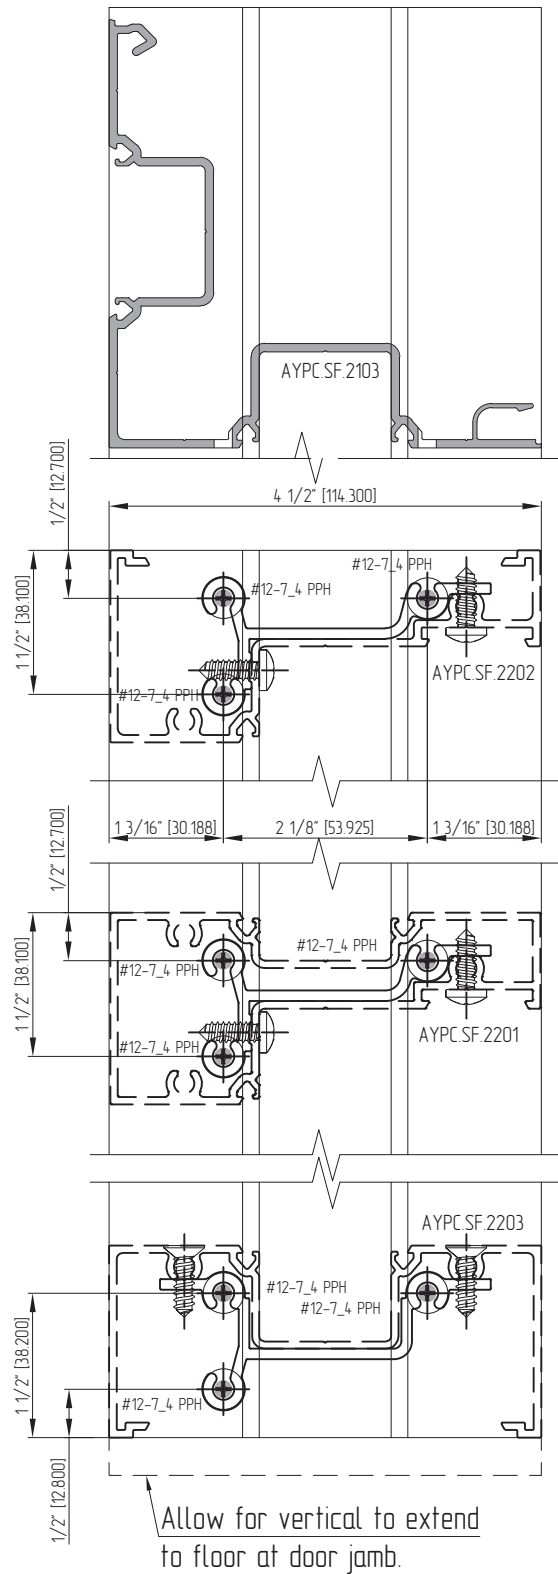 AYPC.SF.2103
1/2" [12.700]
4 1/2" [114.300]
#12-7_4 PPH
#12-7_4 PPH
1 1/2" [38.100]
AYPC.SF.2202
#12-7_4 PPH
1 3/16" [30.188]
2 1/8" [53.925]
1 3/16" [30.188]
1/2" [12.700]
#12-7_4 PPH
#12-7_4 PPH
1 1/2" [38.100]
AYPC.SF.2201
#12-7_4 PPH
AYPC.SF.2203
#12-7_4 PPH
#12-7_4 PPH
1 1/2" [38.200]
#12-7_4 PPH
1/2" [12.800]
Allow for vertical to extend
to floor at door jamb.